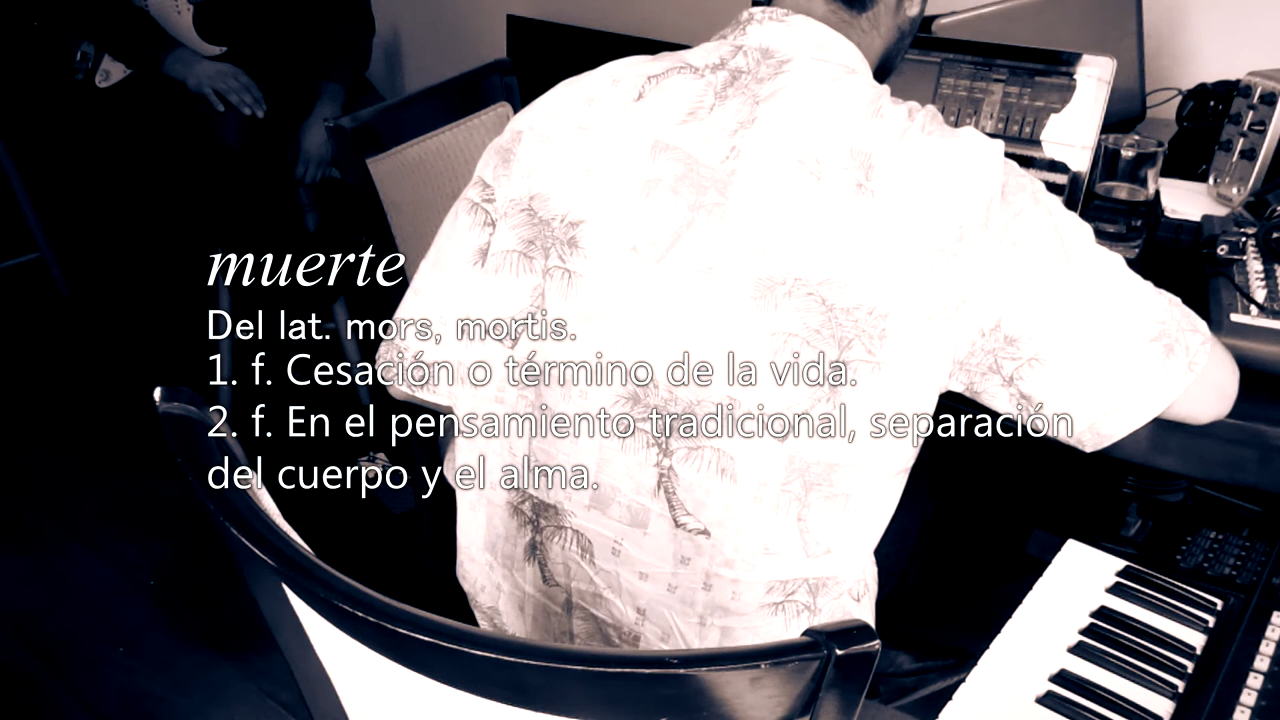 muerte
Del lat. mors, mortis.
1. f. Cesación o término de la vida.
2. f. En el pensamiento tradicional, separación
del cuerpo y el alma.